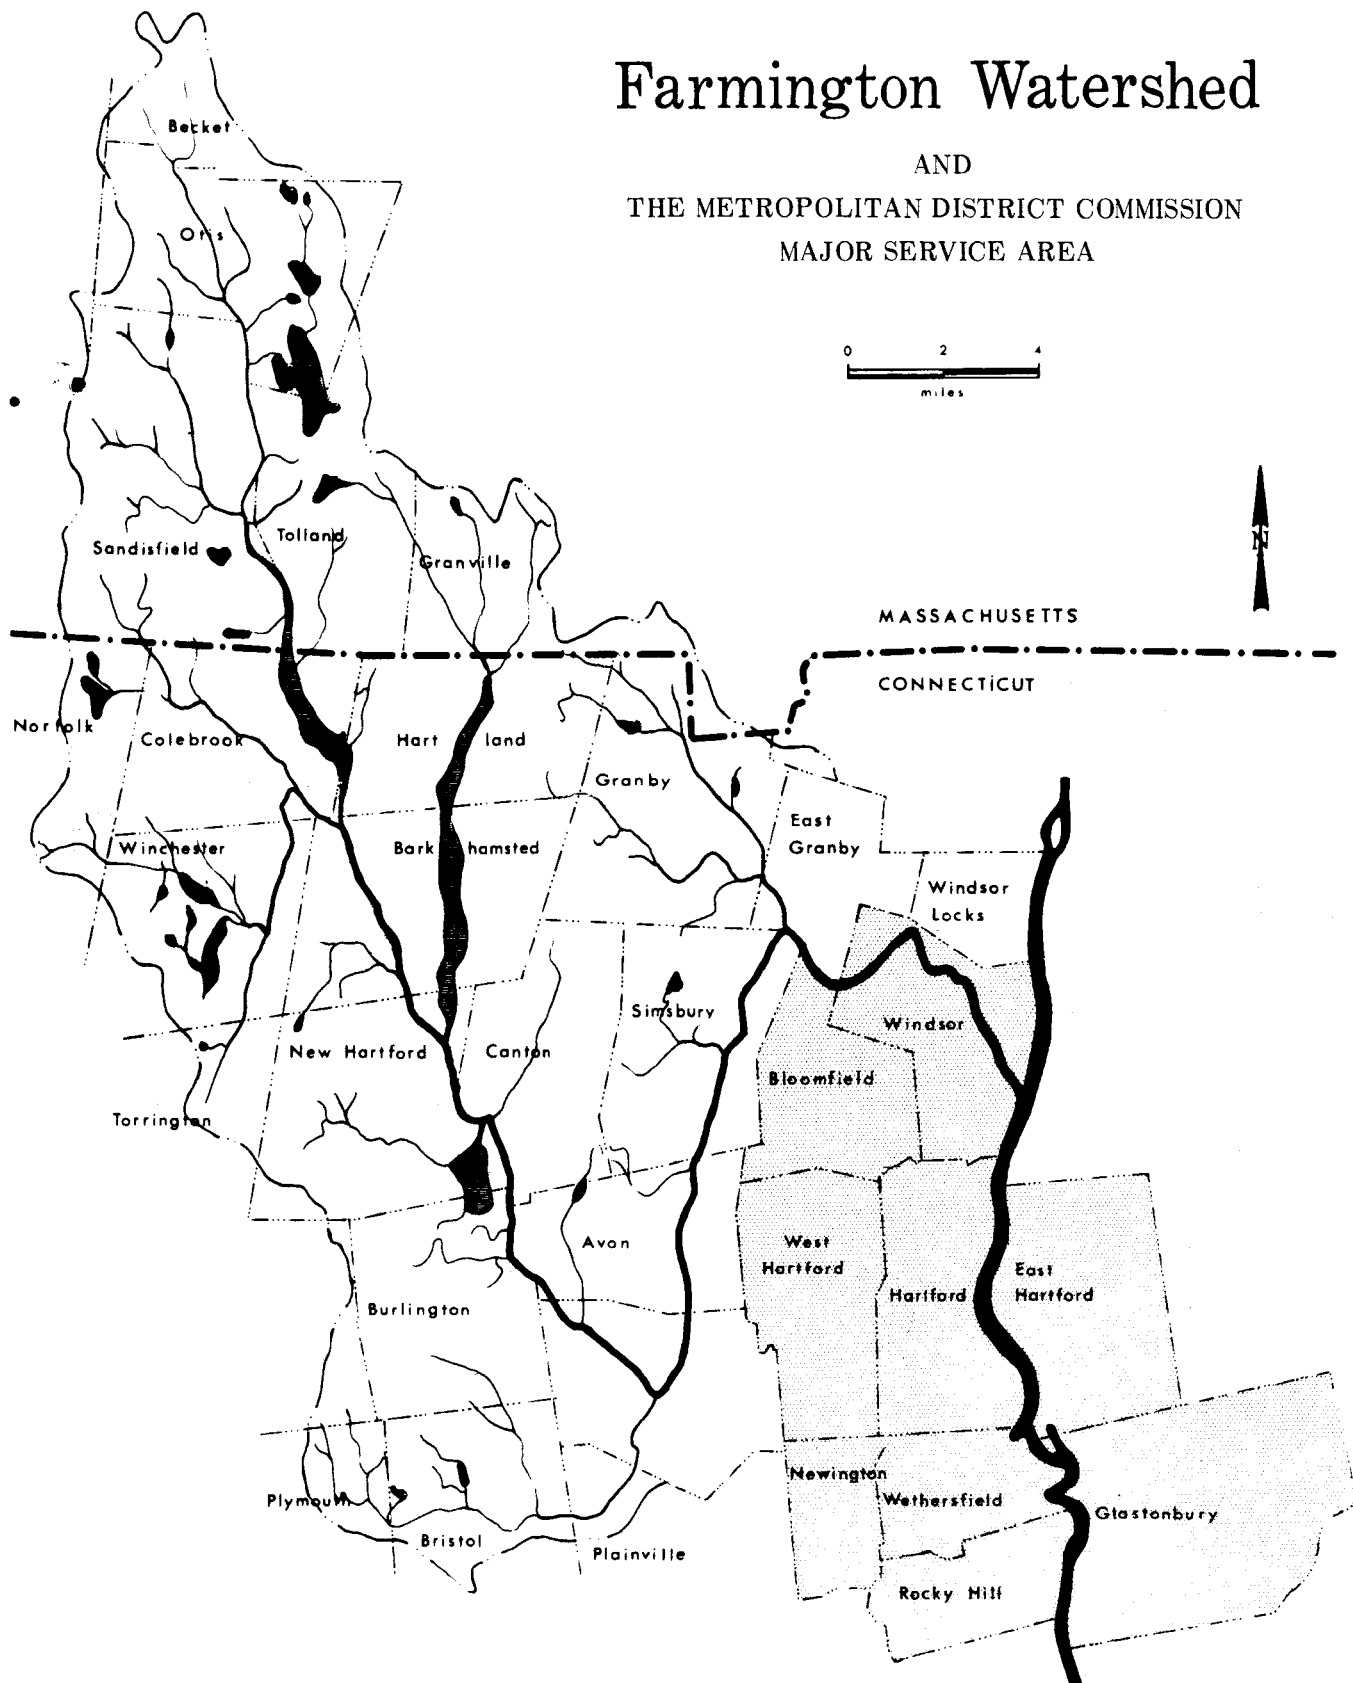 Farmington Watershed
AND
THE METROPOLITAN DISTRICT COMMISSION
MAJOR SERVICE AREA
0 2 4
miles
N
Becket
Otis
Sandisfield
Tolland
Granville
MASSACHUSETTS
CONNECTICUT
Norfolk
Colebrook
Hart land
Granby
East
Granby
Winchester
Bark hamsted
Windsor
Locks
Simsbury
Windsor
New Hartford
Canton
Bloomfield
Torrington
West
Hartford
Avon
East
Hartford
Hartford
Burlington
Newington
Wethersfield
Glastonbury
Plymouth
Bristol
Plainville
Rocky Hill